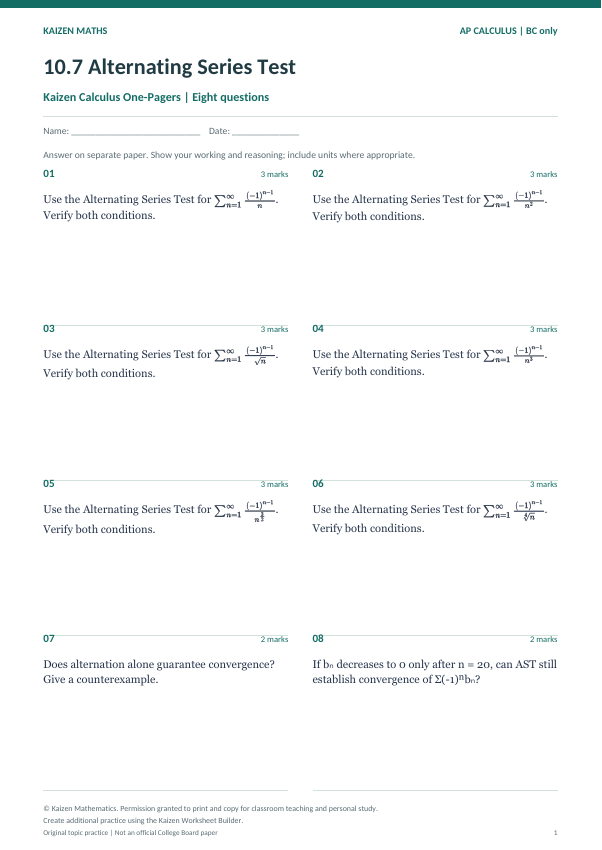 KAIZEN MATHS
AP CALCULUS | BC only
10.7 Alternating Series Test
Kaizen Calculus One-Pagers | Eight questions
Name: ____________________________ Date: ______________
Answer on separate paper. Show your working and reasoning; include units where appropriate.
01 3 marks
Use the Alternating Series Test for ∑_{n=1}^{∞} (−1)^{n−1}/n.
Verify both conditions.
02 3 marks
Use the Alternating Series Test for ∑_{n=1}^{∞} (−1)^{n−1}/n².
Verify both conditions.
03 3 marks
Use the Alternating Series Test for ∑_{n=1}^{∞} (−1)^{n−1}/√n.
Verify both conditions.
04 3 marks
Use the Alternating Series Test for ∑_{n=1}^{∞} (−1)^{n−1}/.
Verify both conditions.
05 3 marks
Use the Alternating Series Test for ∑_{n=1}^{∞} (−1)^{n−1}/.
Verify both conditions.
06 3 marks
Use the Alternating Series Test for ∑_{n=1}^{∞} (−1)^{n−1}/.
Verify both conditions.
07 2 marks
Does alternation alone guarantee convergence?
Give a counterexample.
08 2 marks
If bₙ decreases to 0 only after n = 20, can AST still
establish convergence of Σ(-1)ⁿbₙ?
© Kaizen Mathematics. Permission granted to print and copy for classroom teaching and personal study.
Create additional practice using the Kaizen Worksheet Builder.
Original topic practice | Not an official College Board paper
1